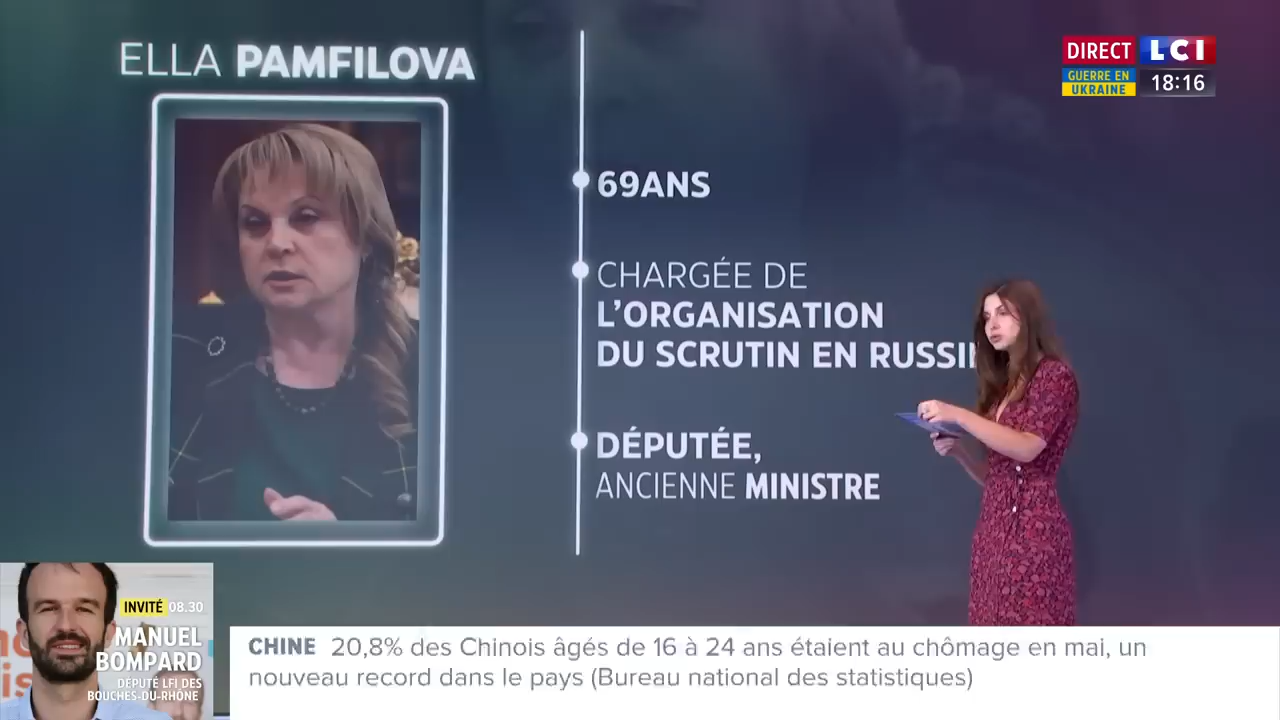 ELLA PAMFILOVA
DIRECT LCI
GUERRE EN
UKRAINE
18:16
69ANS
CHARGÉE DE
L'ORGANISATION
DU SCRUTIN EN RUSSI
DÉPUTÉE,
ANCIENNE MINISTRE
INVITÉ 08.30
MANUEL
BOMPARD
DÉPUTÉ LFI DES
BOUCHES-DU-RHÔNE
CHINE 20,8% des Chinois âgés de 16 à 24 ans étaient au chômage en mai, un
nouveau record dans le pays (Bureau national des statistiques)